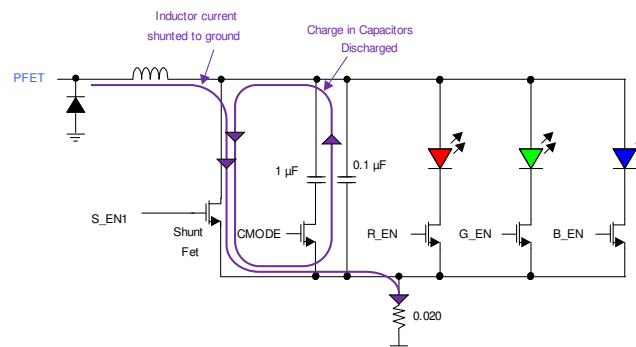 Inductor current
shunted to ground
Charge in Capacitors
Discharged
PFET
1 µF
0.1 µF
S_EN1
Shunt
Fet
CMODE
R_EN
G_EN
B_EN
0.020